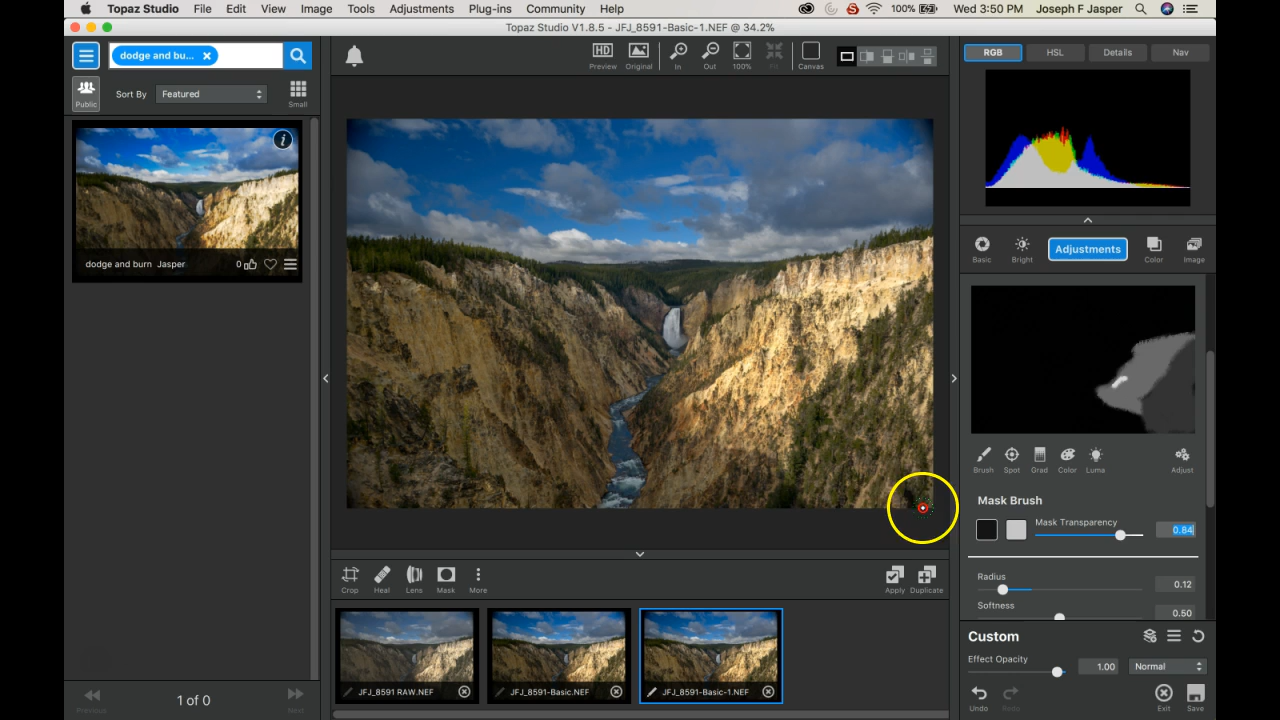 Topaz Studio File Edit View Image Tools Adjustments Plug-ins Community Help 100% Wed 3:50 PM Joseph F Jasper
Topaz Studio V1.8.5 - JFJ_8591-Basic-1.NEF @ 34.2%
dodge and bu...
Public
Sort By
Featured
Small
dodge and burn Jasper
0
Previous
1 of 0
Next
Preview Original In Out 100% Fit Canvas
Crop Heal Lens Mask More
Apply Duplicate
JFJ_8591 RAW.NEF
JFJ_8591-Basic.NEF
JFJ_8591-Basic-1.NEF
RGB HSL Details Nav
Basic Bright Adjustments Color Image
Brush Spot Grad Color Luma Adjust
Mask Brush
Mask Transparency
0.84
Radius
0.12
Softness
0.50
Custom
Effect Opacity
1.00
Normal
Undo Redo Exit Save